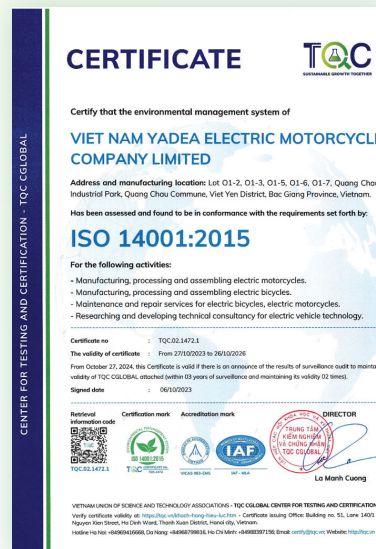 CERTIFICATE
TQC
SUSTAINABLE GROWTH TOGETHER
CENTER FOR TESTING AND CERTIFICATION - TQC CGLOBAL
Certify that the environmental management system of
VIET NAM YADEA ELECTRIC MOTORCYCLE
COMPANY LIMITED
Address and manufacturing location: Lot O1-2, O1-3, O1-5, O1-6, O1-7, Quang Chau
Industrial Park, Quang Chau Commune, Viet Yen District, Bac Giang Province, Vietnam.
Has been assessed and found to be in conformance with the requirements set forth by:
ISO 14001:2015
For the following activities:
- Manufacturing, processing and assembling electric motorcycles.
- Manufacturing, processing and assembling electric bicycles.
- Maintenance and repair services for electric bicycles, electric motorcycles.
- Researching and developing technical consultancy for electric vehicle technology.
Certificate no : TQC.02.1472.1
The validity of certificate : From 27/10/2023 to 26/10/2026
From October 27, 2024, this Certificate is valid if there is an announce of the results of surveillance audit to maintain
validity of TQC CGLOBAL attached (within 03 years of surveillance and maintaining its validity 02 times).
Signed date : 06/10/2023
Retrieval
information code
Certification mark
Accreditation mark
DIRECTOR
TQC.02.1472.1
ISO 14001:2015
IAF
TRUNG TÂM
KIỂM NGHIỆM
VÀ CHỨNG NHẬN
TQC CGLOBAL
La Manh Cuong
VIETNAM UNION OF SCIENCE AND TECHNOLOGY ASSOCIATIONS - TQC CGLOBAL CENTER FOR TESTING AND CERTIFICATION
Verify certificate validity at: https://tqc.vn/khach-hang-hieu-luc.htm - Certificate issuing Office Building no. 51, Lane 140/1
Nguyen Xien Street, Ha Dinh Ward, Thanh Xuan District, Hanoi city, Vietnam.
Hotline Ha Noi: +84969416668, Da Nang: +84968799816, Ho Chi Minh: +84988397156; Email: certify@tqc.vn; Website: http://tqc.vn